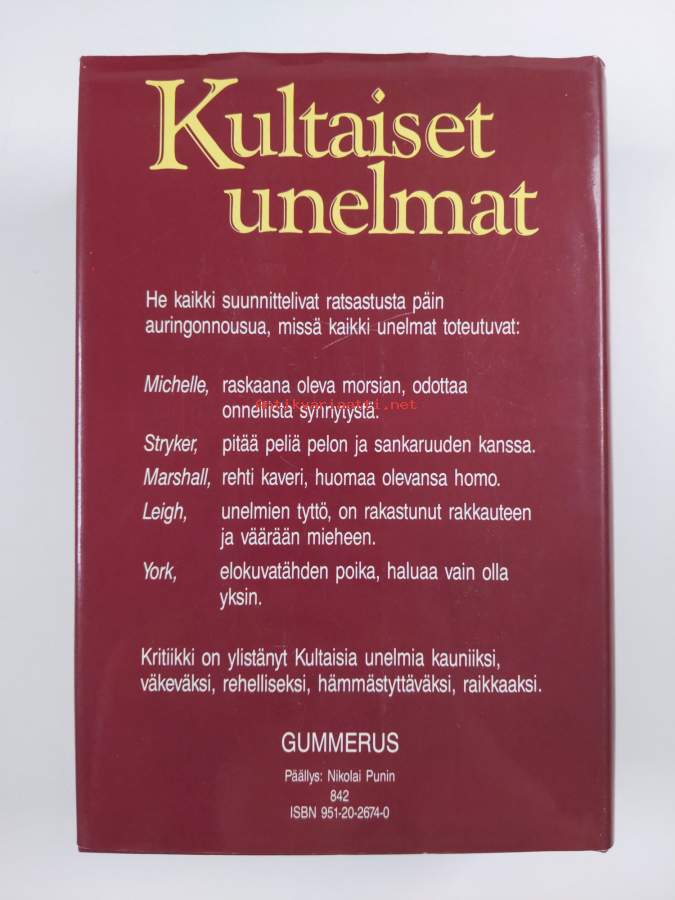 Kultaiset
unelmat
He kaikki suunnittelivat ratsastusta päin
auringonnousua, missä kaikki unelmat toteutuvat:
Michelle, raskaana oleva morsian, odottaa
onnellista synnytystä.
antikvariaatti.net
Stryker, pitää peliä pelon ja sankaruuden kanssa.
Marshall, rehti kaveri, huomaa olevansa homo.
Leigh, unelmien tyttö, on rakastunut rakkauteen
ja väärään mieheen.
York, elokuvatähden poika, haluaa vain olla
yksin.
Kritiikki on ylistänyt Kultaisia unelmia kauniiksi,
väkeväksi, rehelliseksi, hämmästyttäväksi, raikkaaksi.
GUMMERUS
Päällys: Nikolai Punin
842
ISBN 951-20-2674-0